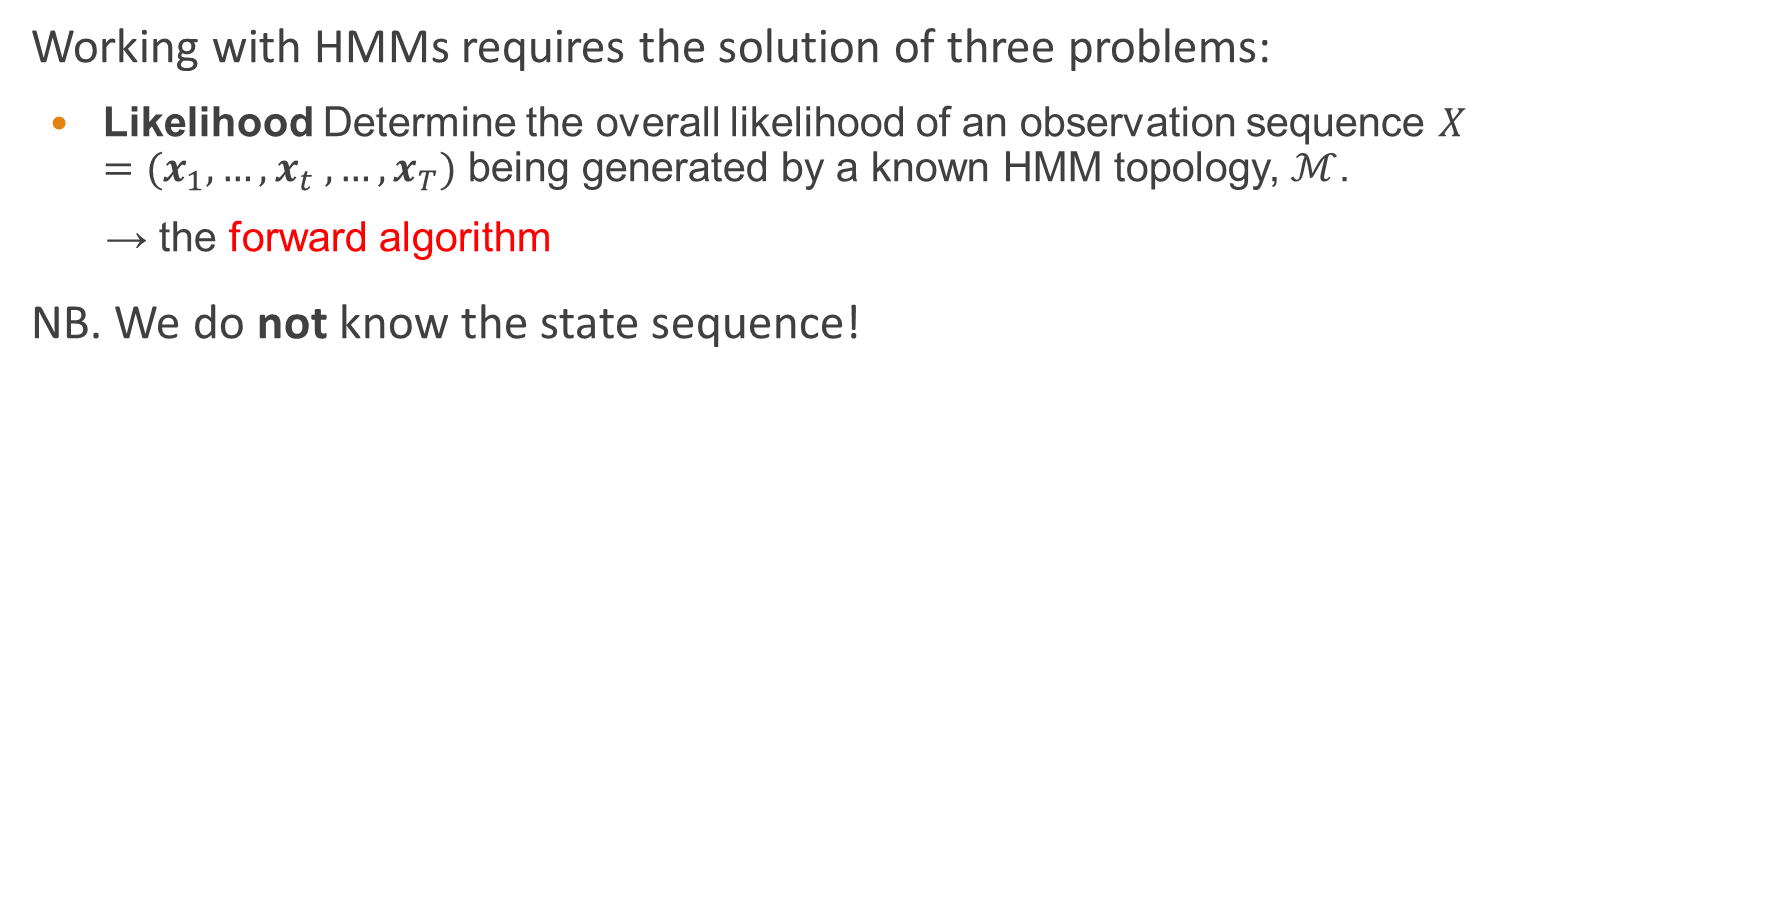 Working with HMMs requires the solution of three problems:
• Likelihood Determine the overall likelihood of an observation sequence 𝑋
= (𝒙₁, … , 𝒙ₜ , … , 𝒙_T) being generated by a known HMM topology, ℳ.
→ the forward algorithm
NB. We do not know the state sequence!